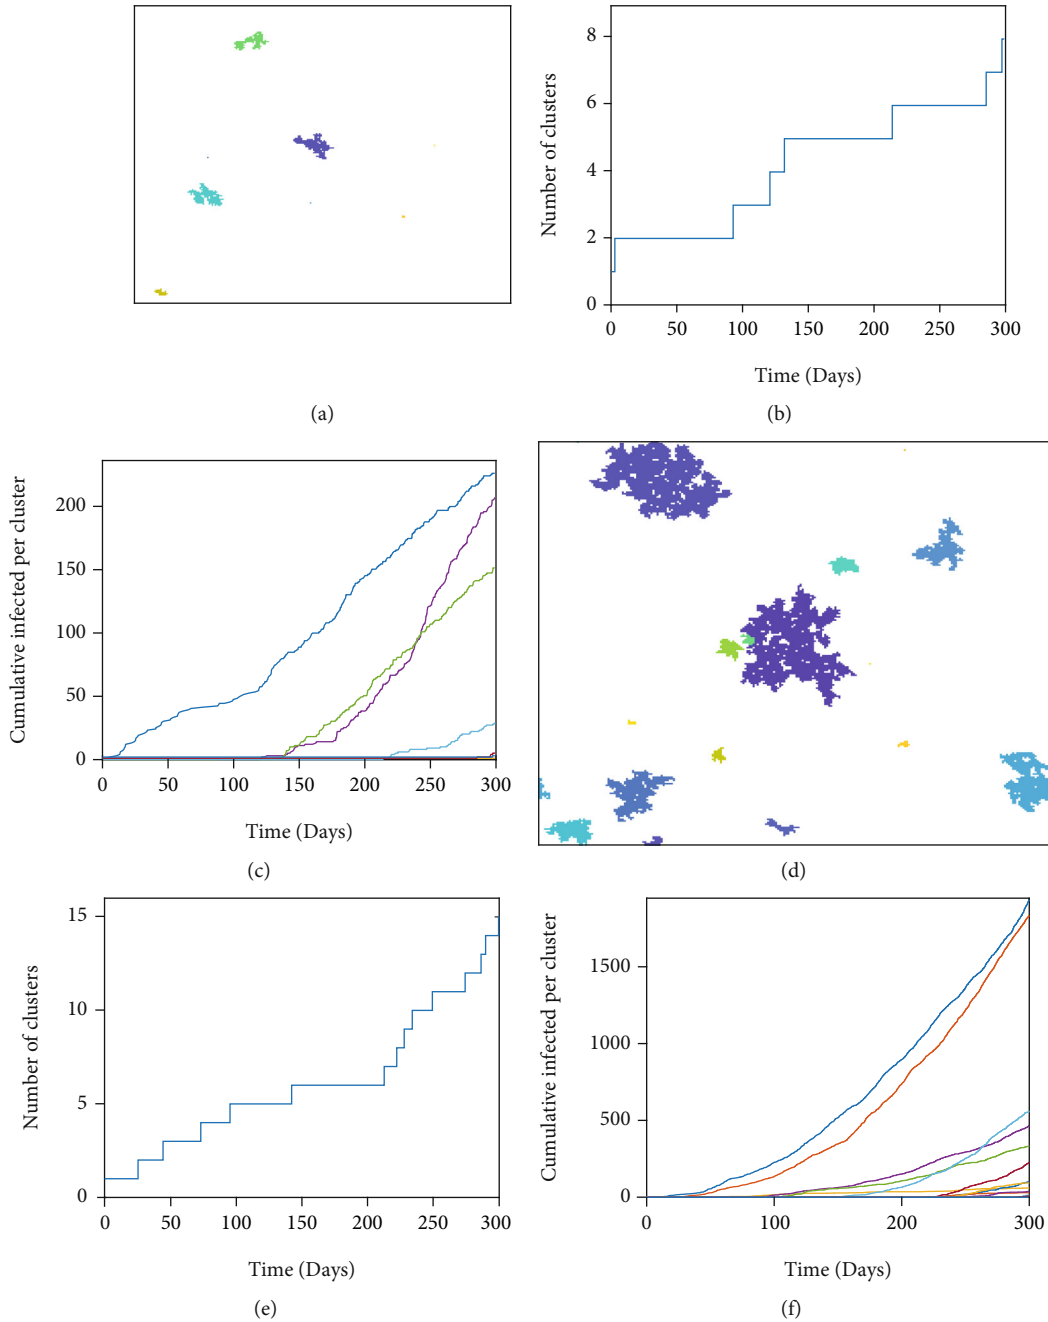 8
6
4
2
0
Number of clusters
0 50 100 150 200 250 300
Time (Days)
(a)
(b)
200
150
100
50
0
Cumulative infected per cluster
0 50 100 150 200 250 300
Time (Days)
(c)
(d)
15
10
5
0
Number of clusters
0 50 100 150 200 250 300
Time (Days)
(e)
1500
1000
500
0
Cumulative infected per cluster
0 100 200 300
Time (Days)
(f)